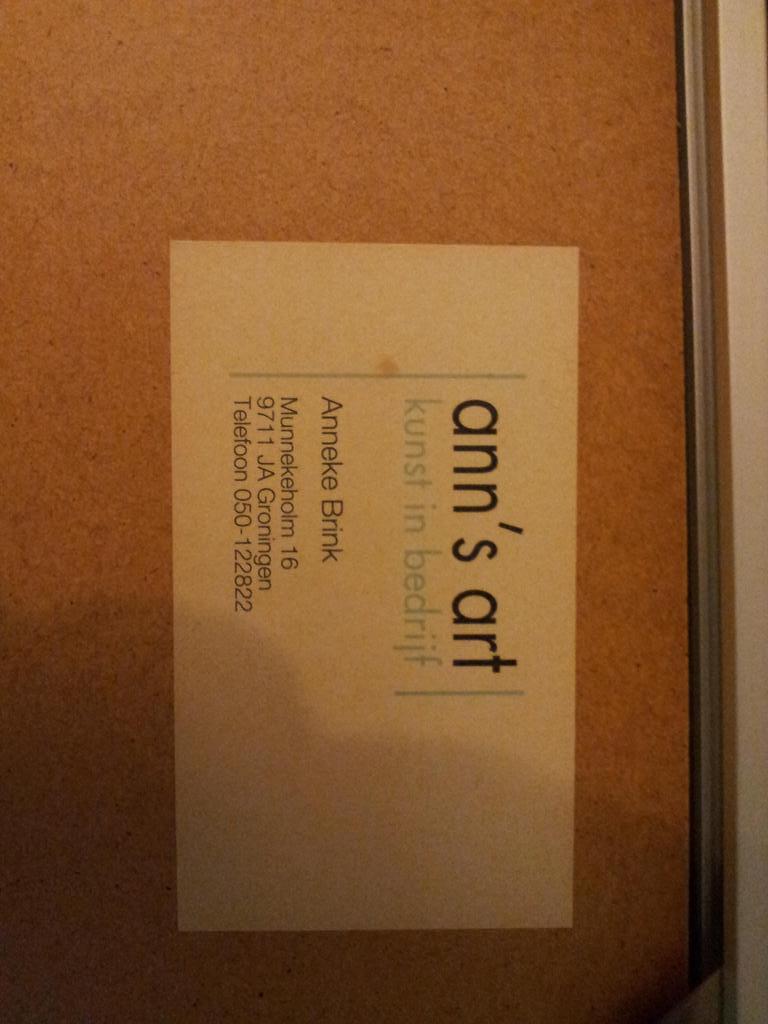 ann's art
kunst in bedrijf
Anneke Brink
Munnekeholm 16
9711 JA Groningen
Telefoon 050-122822